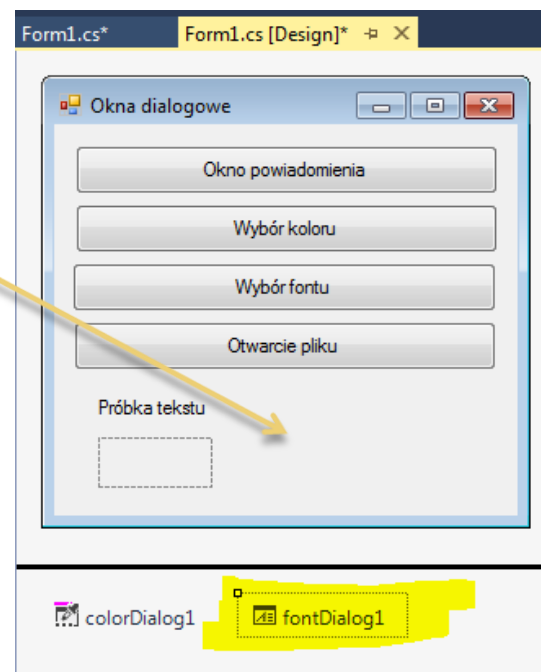 Form1.cs* Form1.cs [Design]*
Okna dialogowe
Okno powiadomienia
Wybór koloru
Wybór fontu
Otwarcie pliku
Próbka tekstu
colorDialog1 fontDialog1